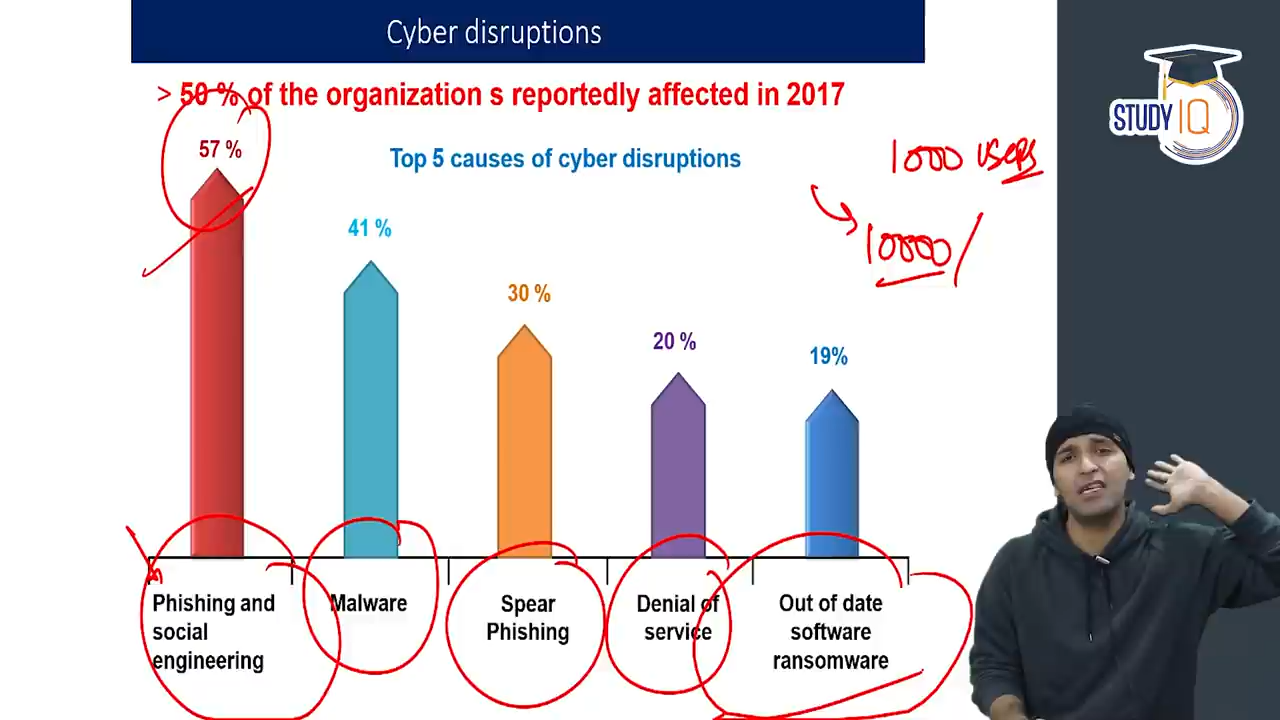 Cyber disruptions
> 50 % of the organization s reportedly affected in 2017
STUDY IQ
57 %
Top 5 causes of cyber disruptions
1000 users
41 %
10000/
30 %
20 %
19%
Phishing and
social
engineering
Malware
Spear
Phishing
Denial of
service
Out of date
software
ransomware